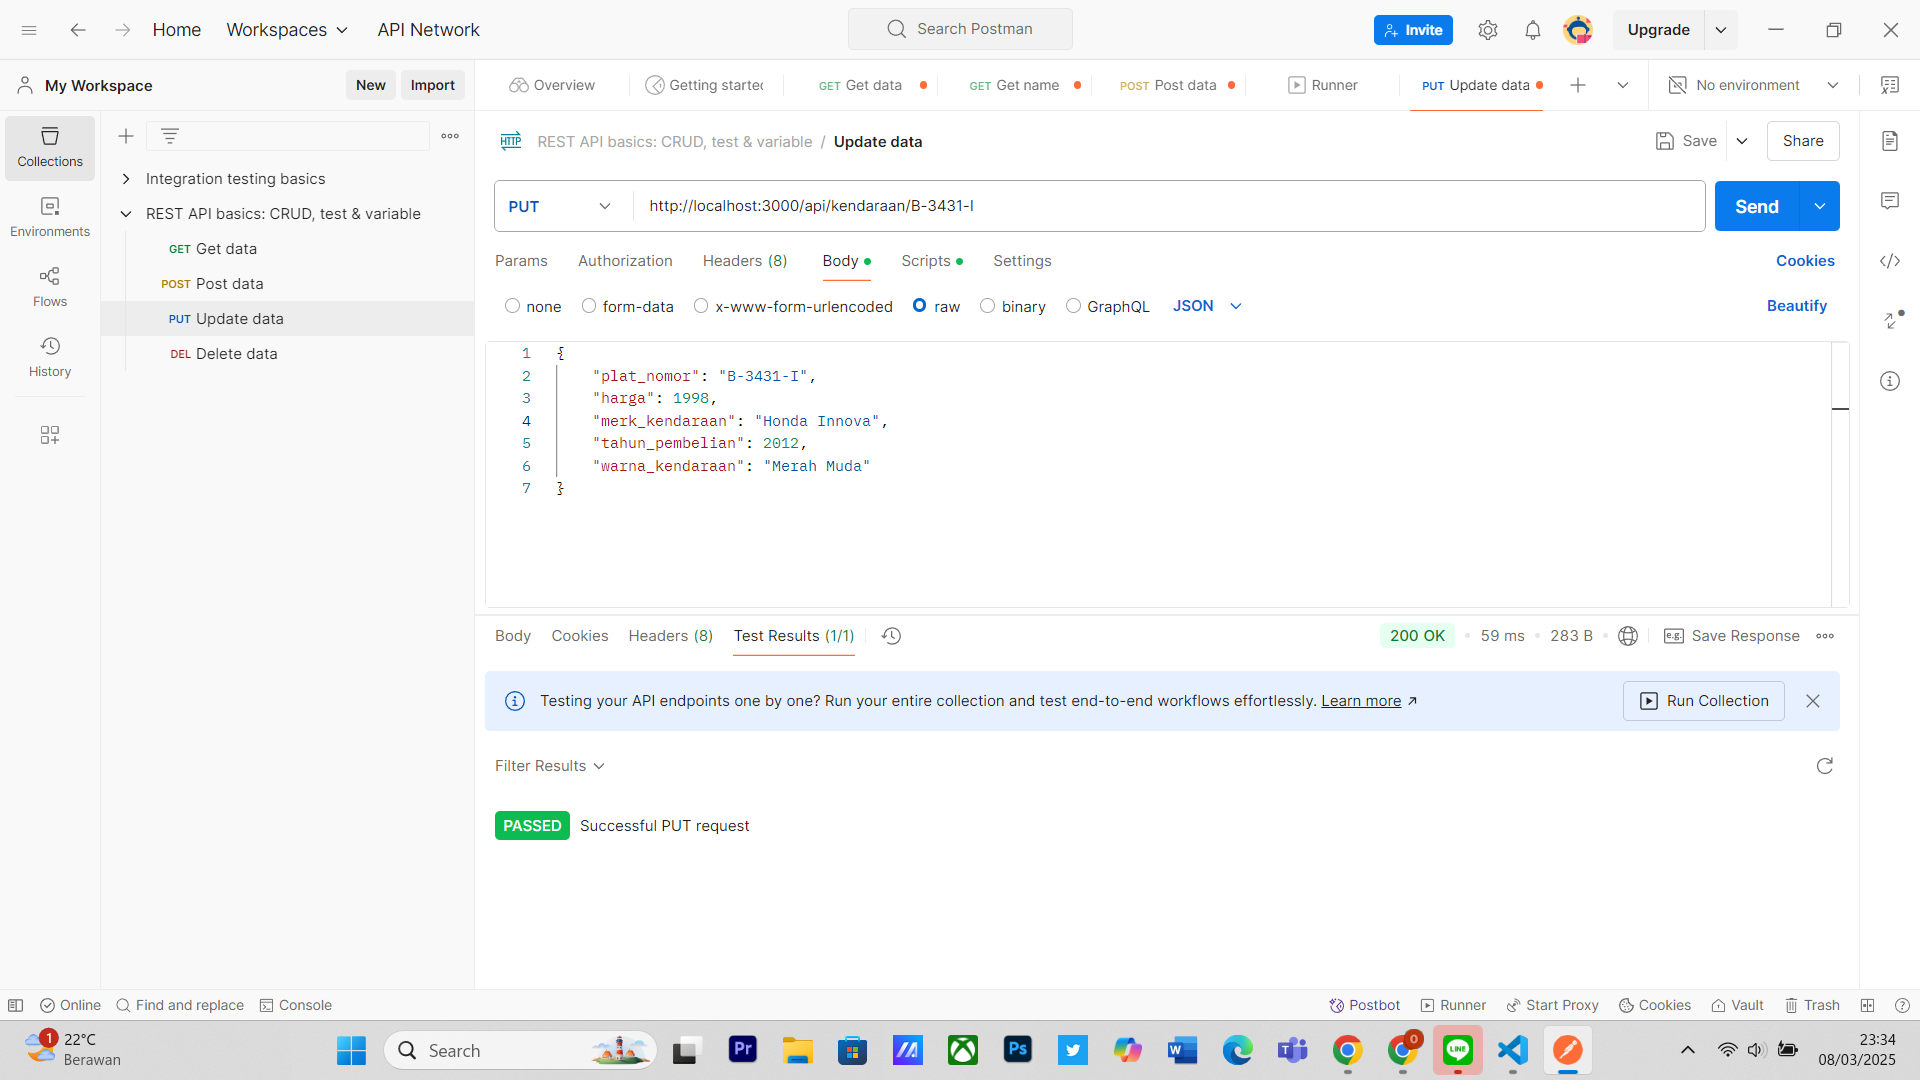 Home
Workspaces
API Network
Search Postman
Invite
Upgrade
My Workspace
New
Import
Overview
Getting started
GET Get data
GET Get name
POST Post data
Runner
PUT Update data
No environment
Collections
Environments
Flows
History
Integration testing basics
REST API basics: CRUD, test & variable
GET Get data
POST Post data
PUT Update data
DEL Delete data
HTTP REST API basics: CRUD, test & variable / Update data
Save
Share
PUT
http://localhost:3000/api/kendaraan/B-3431-I
Send
Params
Authorization
Headers (8)
Body
Scripts
Settings
Cookies
none
form-data
x-www-form-urlencoded
raw
binary
GraphQL
JSON
Beautify
1 {
2 "plat_nomor": "B-3431-I",
3 "harga": 1998,
4 "merk_kendaraan": "Honda Innova",
5 "tahun_pembelian": 2012,
6 "warna_kendaraan": "Merah Muda"
7 }
Body
Cookies
Headers (8)
Test Results (1/1)
200 OK
59 ms
283 B
e.g. Save Response
Testing your API endpoints one by one? Run your entire collection and test end-to-end workflows effortlessly. Learn more
Run Collection
Filter Results
PASSED Successful PUT request
Online
Find and replace
Console
Postbot
Runner
Start Proxy
Cookies
Vault
Trash
1
22°C
Berawan
Search
Pr
Ps
0
LINE
23:34
08/03/2025